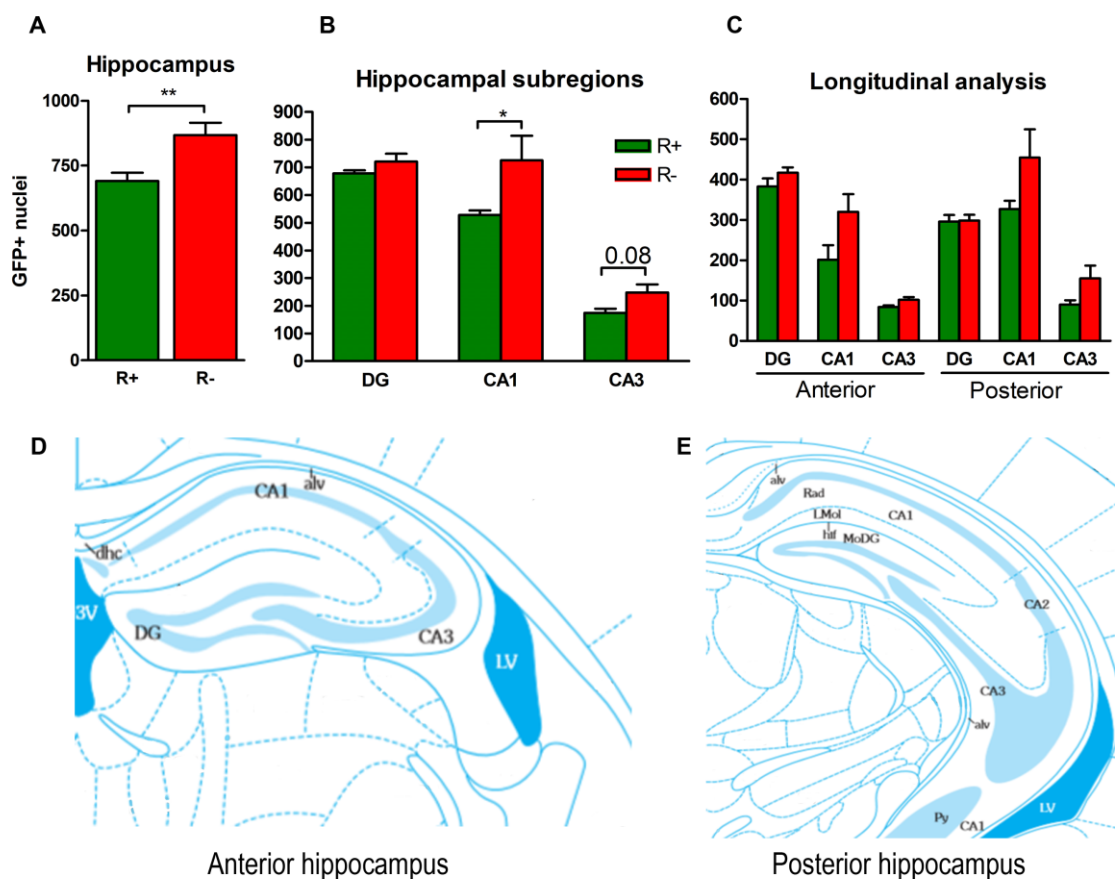 A
Hippocampus
**
GFP+ nuclei
1000
750
500
250
0
R+
R-
B
Hippocampal subregions
900
800
700
600
500
400
300
200
100
0
*
0.08
R+
R-
DG
CA1
CA3
C
Longitudinal analysis
600
500
400
300
200
100
0
DG
CA1
CA3
DG
CA1
CA3
Anterior
Posterior
D
alv
CA1
dhc
3V
DG
CA3
LV
Anterior hippocampus
E
alv
Rad
LMol
CA1
hif
MoDG
CA2
CA3
alv
Py
CA1
LV
Posterior hippocampus